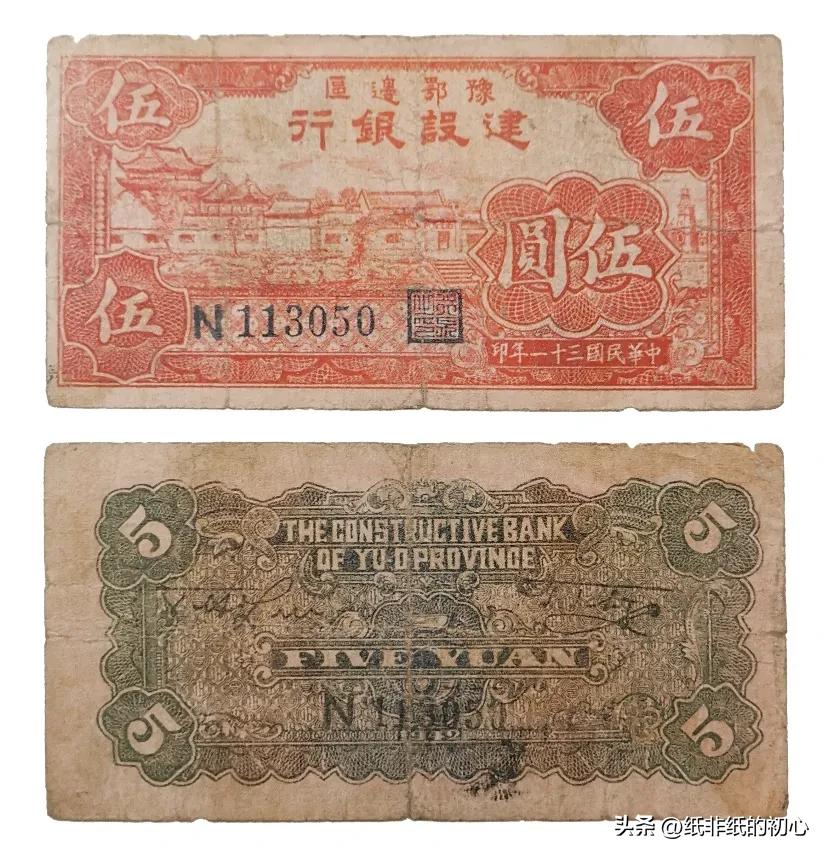 豫鄂邊區
建設銀行
伍
伍
伍圓
伍
N 113050
中華民國三十一年印
5
THE CONSTRUCTIVE BANK
5
OF YU-O PROVINCE
FIVE YUAN
N 113050
5
1942
5
头条 @纸非纸的初心